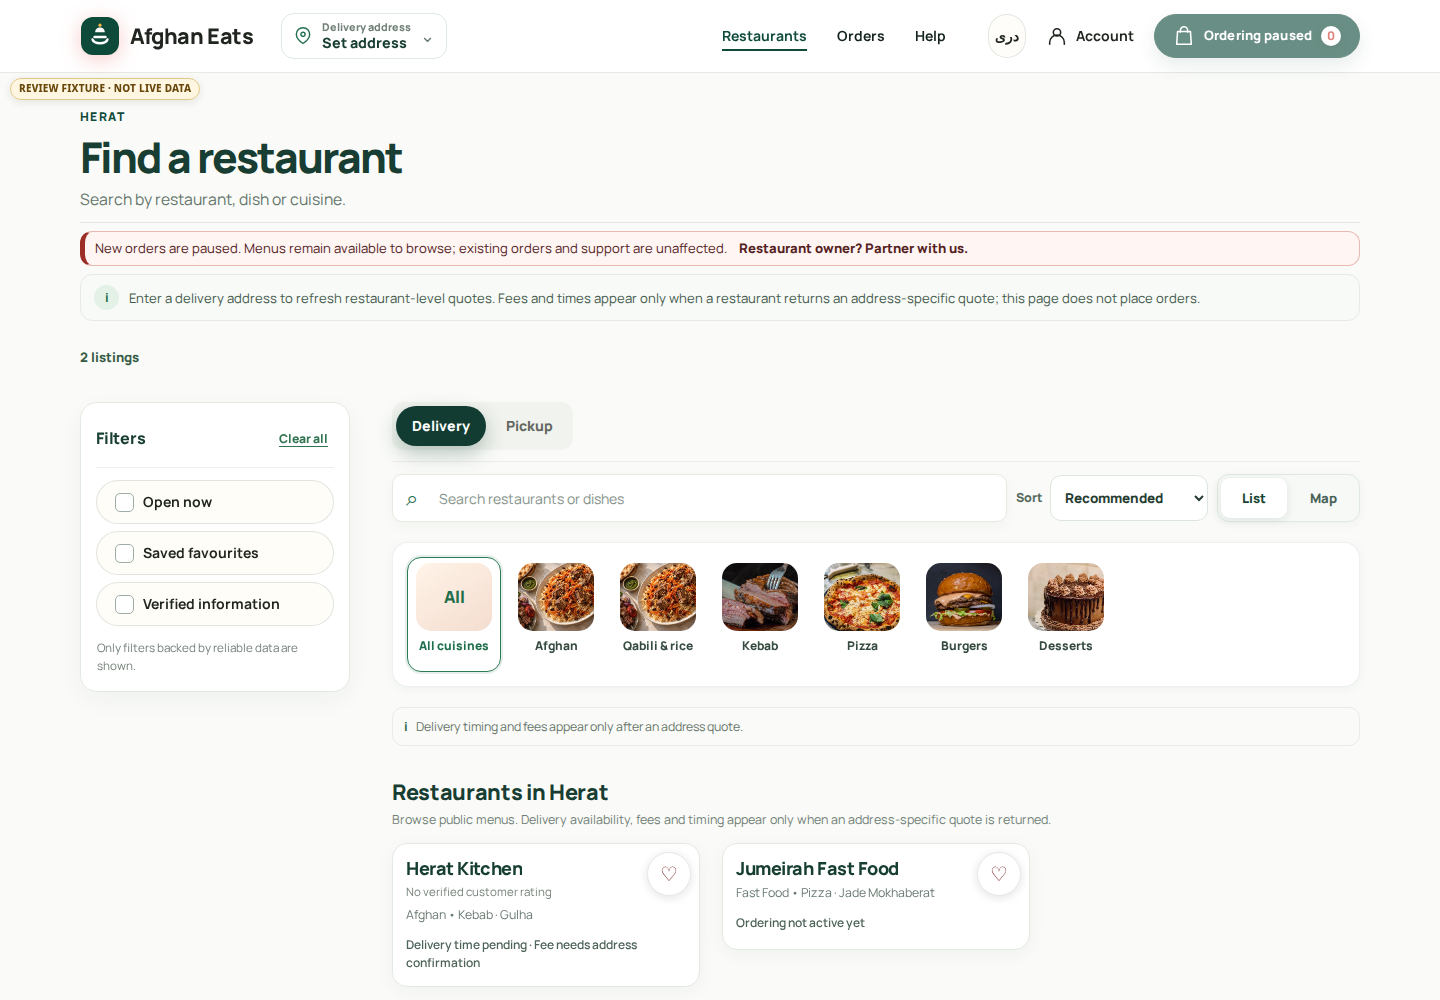 Afghan Eats
Delivery address
Set address
Restaurants
Orders
Help
دری
Account
Ordering paused
0
REVIEW FIXTURE · NOT LIVE DATA
HERAT
Find a restaurant
Search by restaurant, dish or cuisine.
New orders are paused. Menus remain available to browse; existing orders and support are unaffected. Restaurant owner? Partner with us.
i Enter a delivery address to refresh restaurant-level quotes. Fees and times appear only when a restaurant returns an address-specific quote; this page does not place orders.
2 listings
Filters
Clear all
Open now
Saved favourites
Verified information
Only filters backed by reliable data are
shown.
Delivery
Pickup
Search restaurants or dishes
Sort
Recommended
List
Map
All
All cuisines
Afghan
Qabili & rice
Kebab
Pizza
Burgers
Desserts
i Delivery timing and fees appear only after an address quote.
Restaurants in Herat
Browse public menus. Delivery availability, fees and timing appear only when an address-specific quote is returned.
Herat Kitchen
No verified customer rating
Afghan • Kebab · Gulha
Delivery time pending · Fee needs address
confirmation
Jumeirah Fast Food
Fast Food • Pizza · Jade Mokhaberat
Ordering not active yet